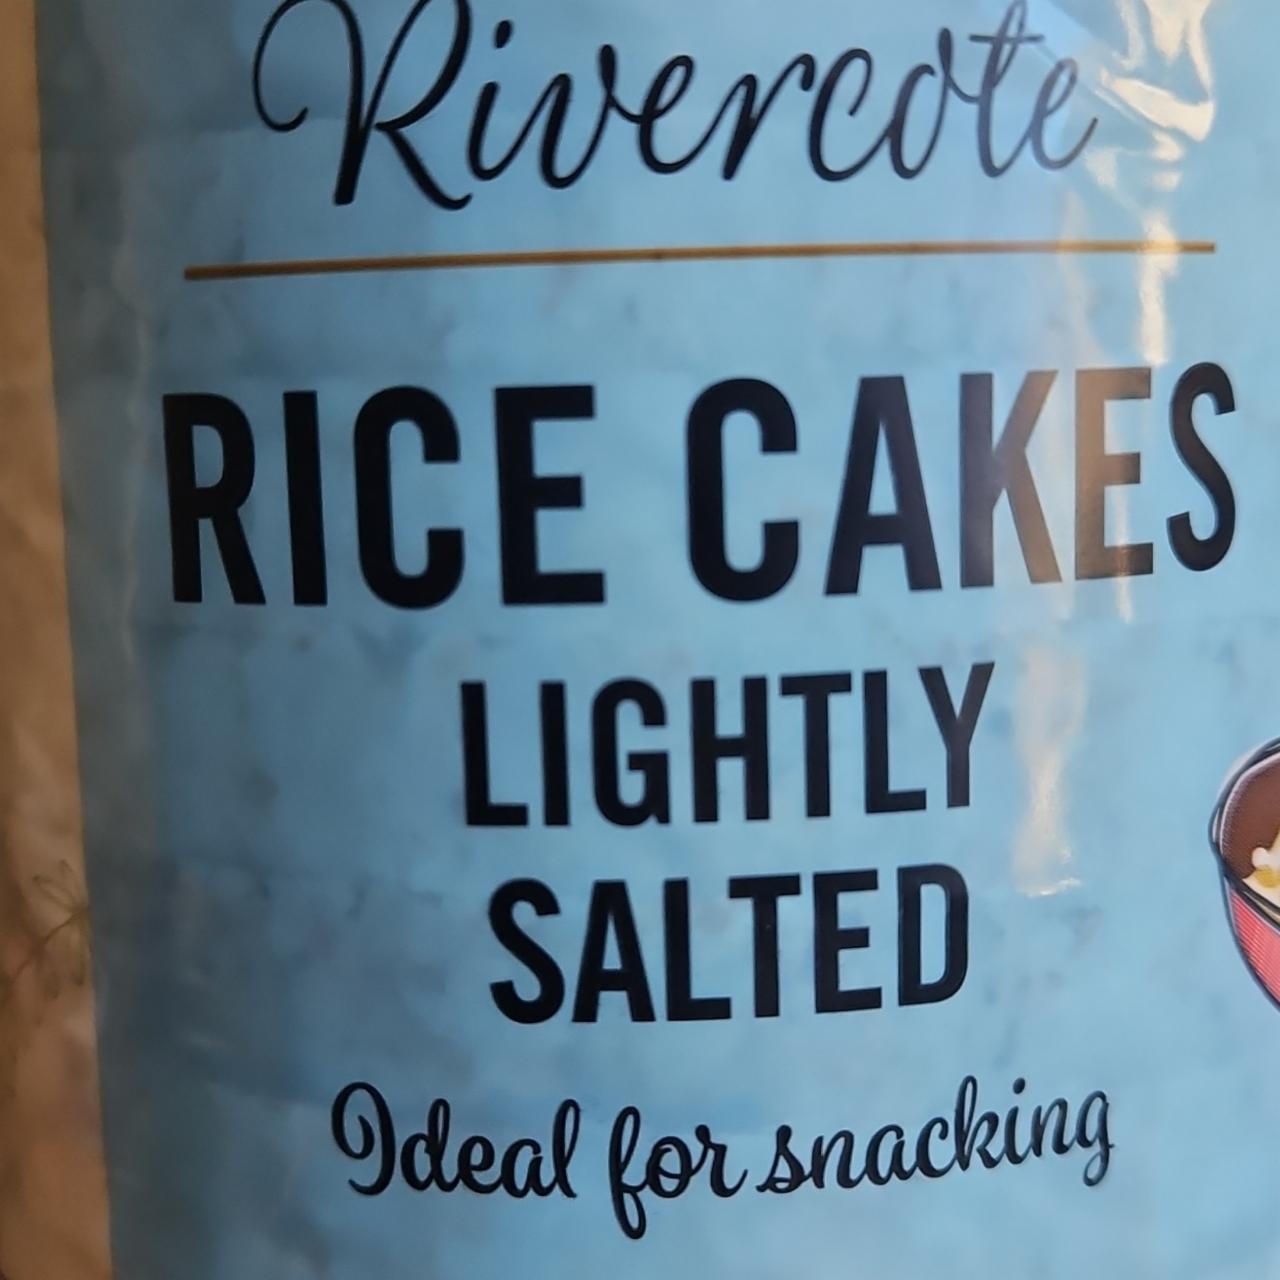 Rivercote
RICE CAKES
LIGHTLY
SALTED
Ideal for snacking